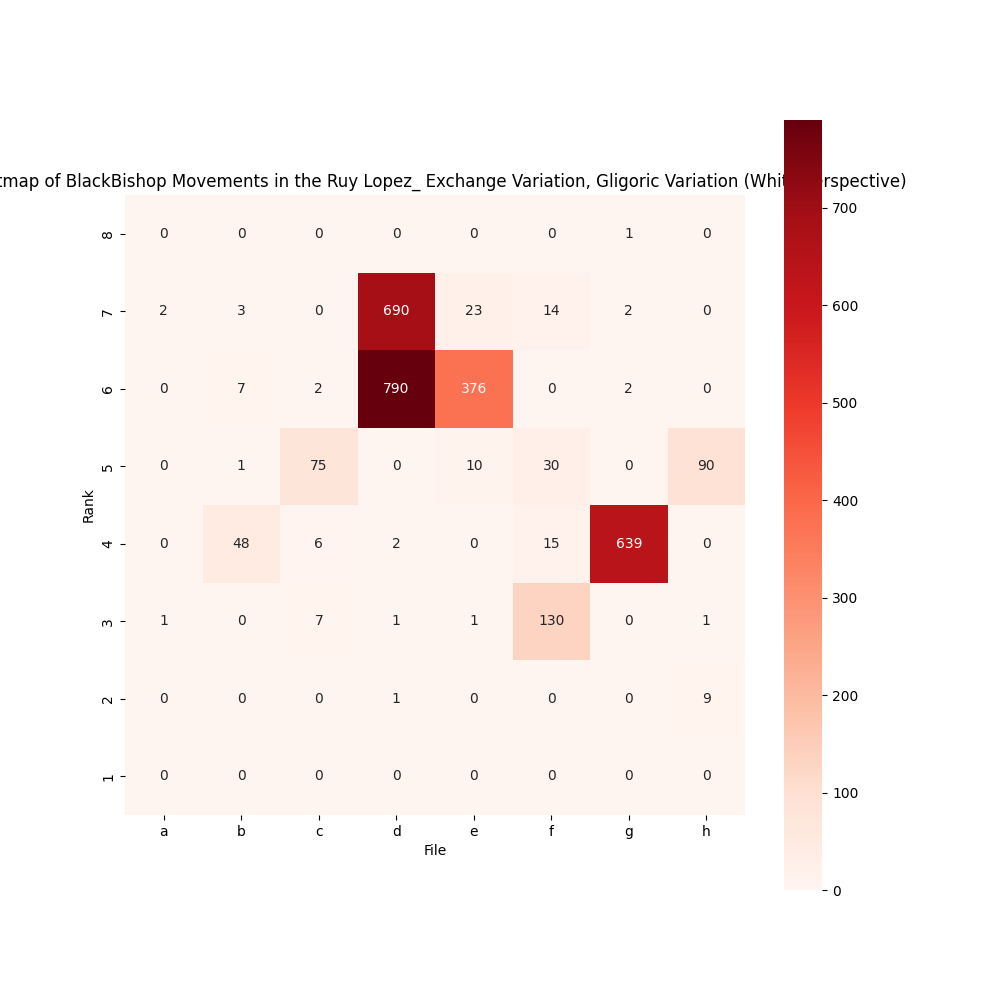 tmap of BlackBishop Movements in the Ruy Lopez_ Exchange Variation, Gligoric Variation (Whit erspective)
Rank
8 0 0 0 0 0 0 1 0
7 2 3 0 690 23 14 2 0
6 0 7 2 790 376 0 2 0
5 0 1 75 0 10 30 0 90
4 0 48 6 2 0 15 639 0
3 1 0 7 1 1 130 0 1
2 0 0 0 1 0 0 0 9
1 0 0 0 0 0 0 0 0
a b c d e f g h
File
700
600
500
400
300
200
100
0